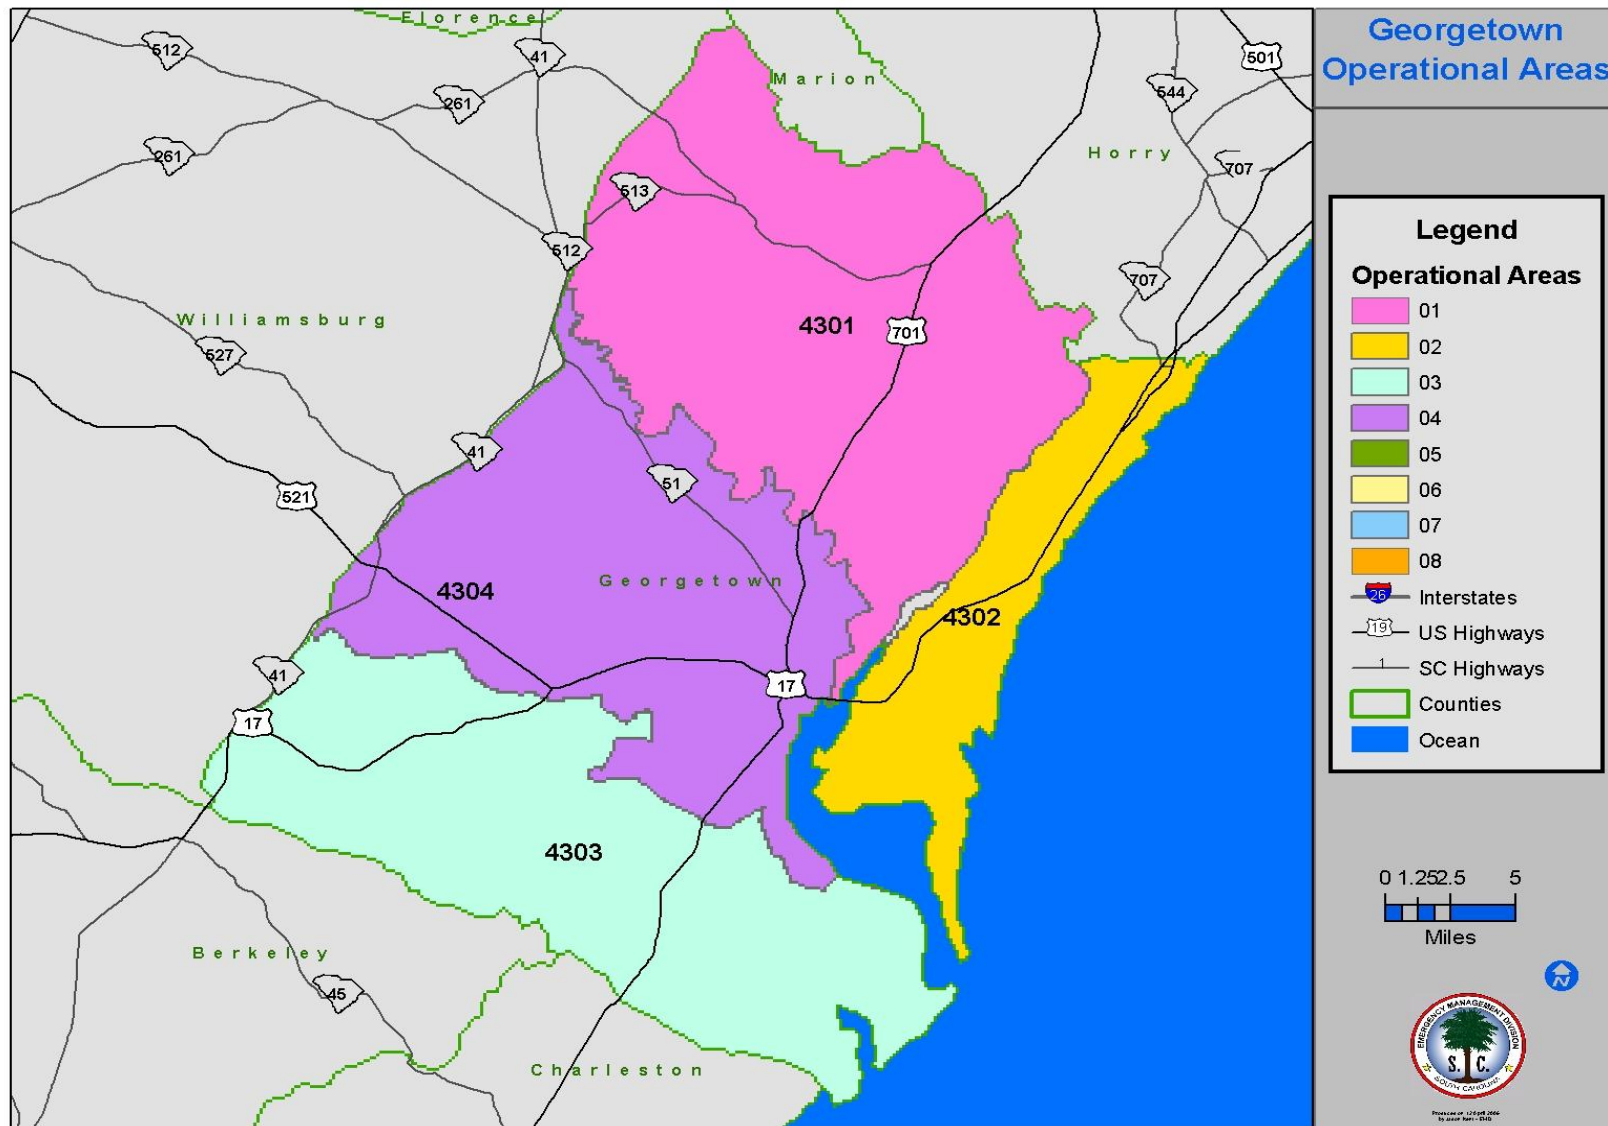 Georgetown
Operational Areas
Florence
512
41
501
Marion
261
544
261
Horry
707
513
512
707
4301
701
Williamsburg
527
41
51
521
Georgetown
4304
4302
41
17
17
4303
Berkeley
45
Charleston
Legend
Operational Areas
01
02
03
04
05
06
07
08
26 Interstates
19 US Highways
1 SC Highways
Counties
Ocean
0 1.25 2.5 5
Miles
N
EMERGENCY MANAGEMENT DIVISION
S. C.
SOUTH CAROLINA